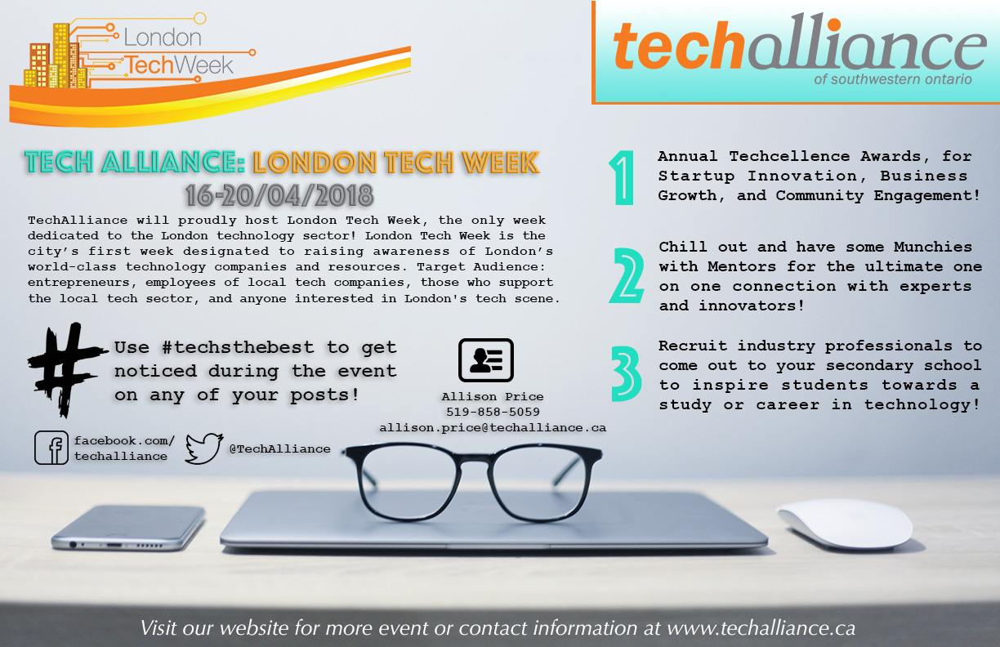 London
TechWeek
techalliance
of southwestern ontario
TECH ALLIANCE: LONDON TECH WEEK
16-20/04/2018
TechAlliance will proudly host London Tech Week, the only week
dedicated to the London technology sector! London Tech Week is the
city’s first week designated to raising awareness of London’s
world-class technology companies and resources. Target Audience:
entrepreneurs, employees of local tech companies, those who support
the local tech sector, and anyone interested in London's tech scene.
#
Use #techsthebest to get
noticed during the event
on any of your posts!
facebook.com/
techalliance
@TechAlliance
Allison Price
519-858-5059
allison.price@techalliance.ca
1
Annual Techcellence Awards, for
Startup Innovation, Business
Growth, and Community Engagement!
2
Chill out and have some Munchies
with Mentors for the ultimate one
on one connection with experts
and innovators!
3
Recruit industry professionals to
come out to your secondary school
to inspire students towards a
study or career in technology!
Visit our website for more event or contact information at www.techalliance.ca